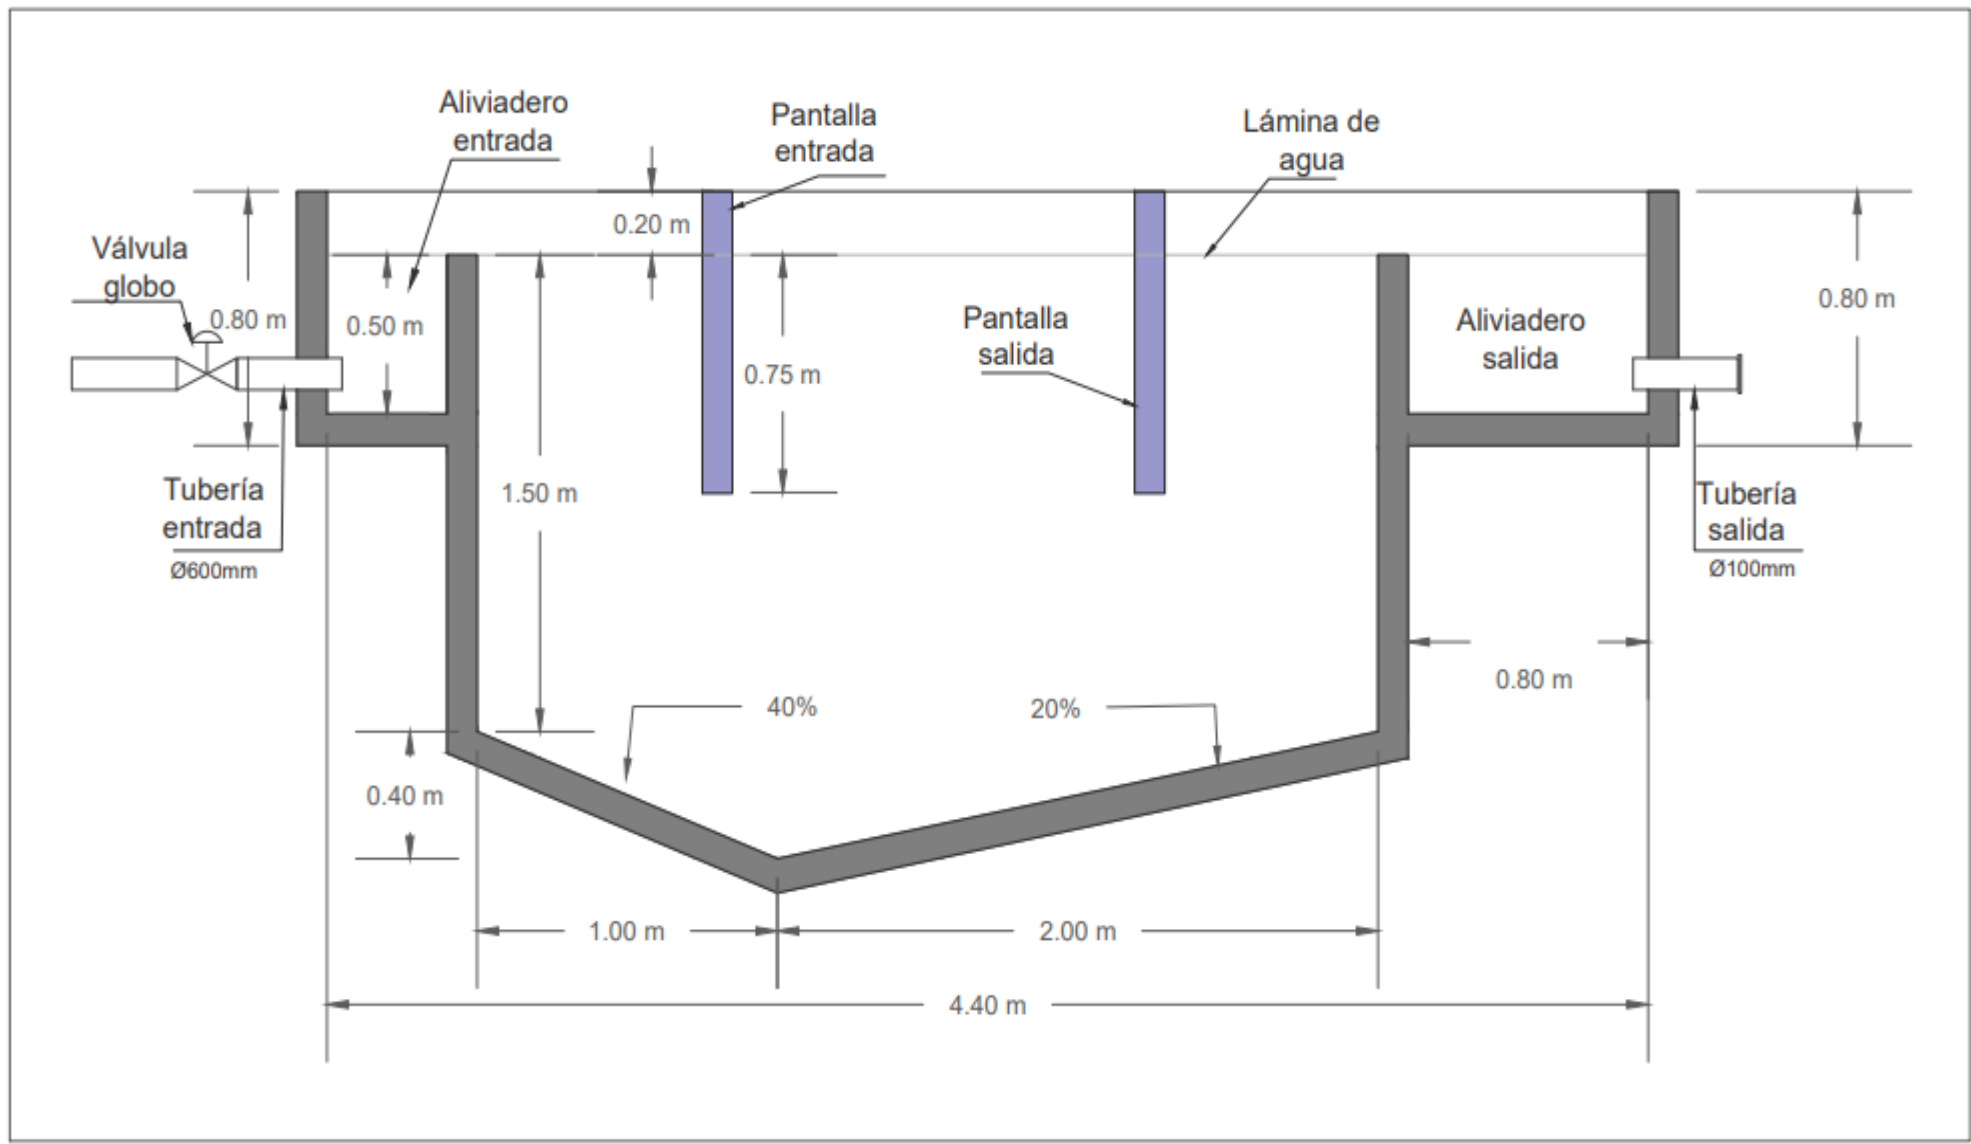 Aliviadero
entrada
Pantalla
entrada
Lámina de
agua
0.20 m
Válvula
globo
0.80 m
0.50 m
0.75 m
Pantalla
salida
Aliviadero
salida
0.80 m
1.50 m
Tubería
entrada
Ø600mm
Tubería
salida
Ø100mm
0.80 m
40%
20%
0.40 m
1.00 m
2.00 m
4.40 m